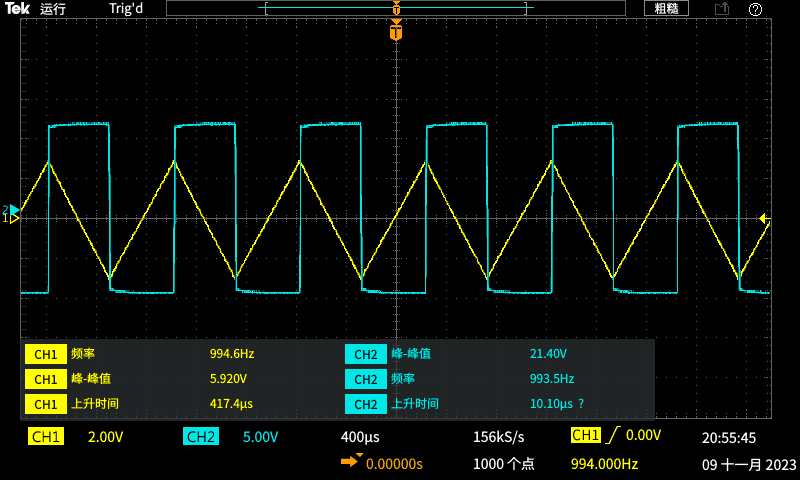 Tek 运行 Trig'd 粗糙 ?
T
T
2
1
CH1 频率 994.6Hz CH2 峰-峰值 21.40V
CH1 峰-峰值 5.920V CH2 频率 993.5Hz
CH1 上升时间 417.4µs CH2 上升时间 10.10µs ?
CH1 2.00V CH2 5.00V 400µs 156kS/s CH1 0.00V 20:55:45
0.00000s 1000 个点 994.000Hz 09 十一月 2023